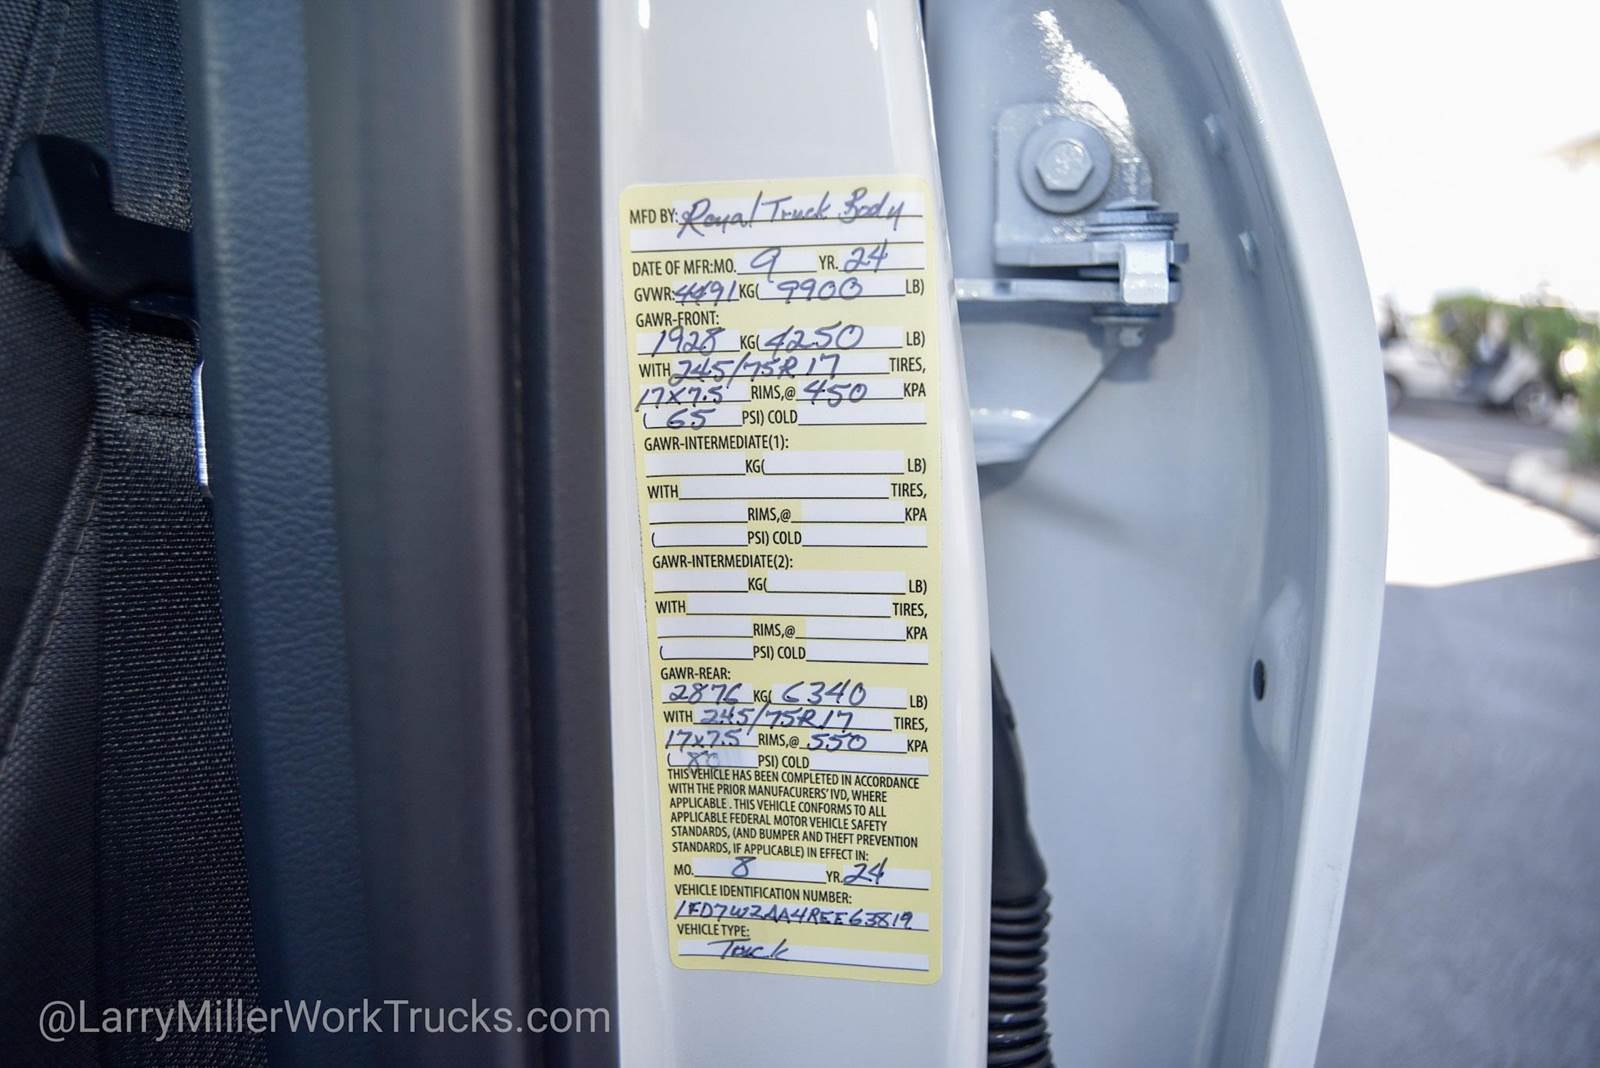 MFD BY: Royal Truck Body
DATE OF MFR:MO. 9 YR. 24
GVWR: 4491 KG( 9900 LB)
GAWR-FRONT:
1928 KG( 4250 LB)
WITH 245/75R17 TIRES,
17x7.5 RIMS,@ 450 KPA
( 65 PSI) COLD
GAWR-INTERMEDIATE(1):
KG( LB)
WITH TIRES,
RIMS,@ KPA
( PSI) COLD
GAWR-INTERMEDIATE(2):
KG( LB)
WITH TIRES,
RIMS,@ KPA
( PSI) COLD
GAWR-REAR:
2876 KG( 6340 LB)
WITH 245/75R17 TIRES,
17x7.5 RIMS,@ 550 KPA
( 80 PSI) COLD
THIS VEHICLE HAS BEEN COMPLETED IN ACCORDANCE
WITH THE PRIOR MANUFACTURERS' IVD, WHERE
APPLICABLE. THIS VEHICLE CONFORMS TO ALL
APPLICABLE FEDERAL MOTOR VEHICLE SAFETY
STANDARDS, (AND BUMPER AND THEFT PREVENTION
STANDARDS, IF APPLICABLE) IN EFFECT IN:
MO. 8 YR. 24
VEHICLE IDENTIFICATION NUMBER:
1FD7W2AA4REE63819
VEHICLE TYPE:
Truck
@LarryMillerWorkTrucks.com